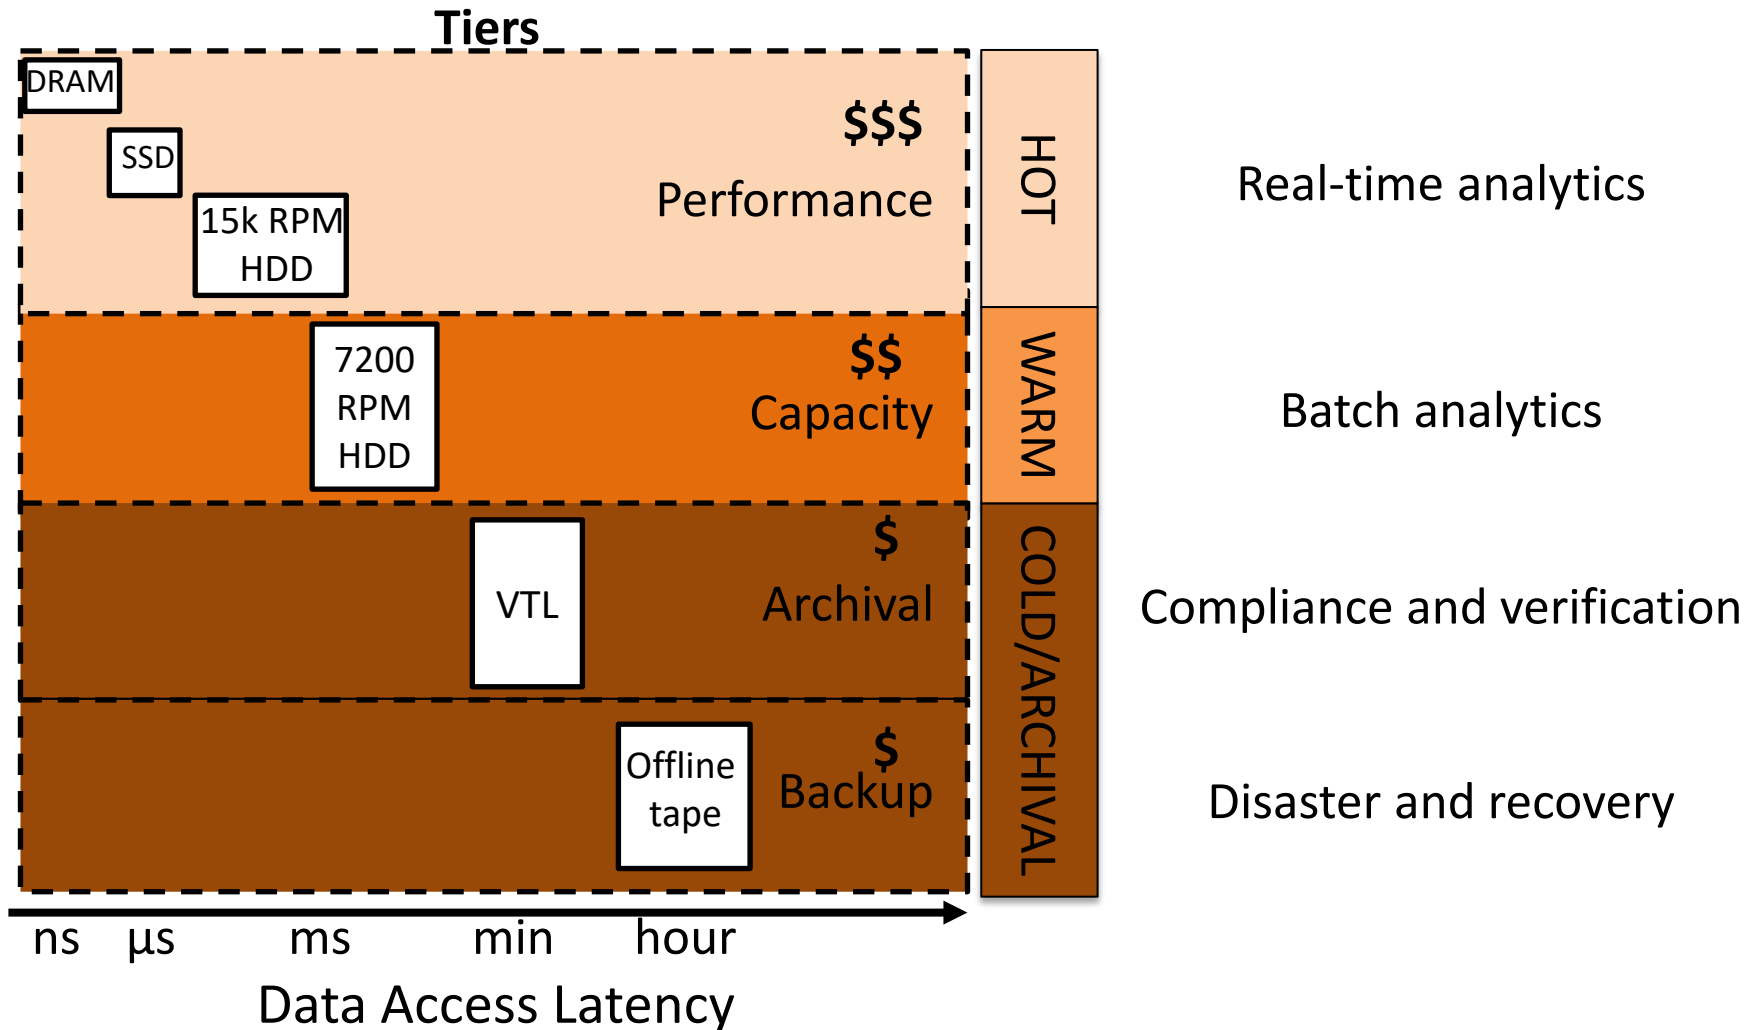 Tiers
DRAM
SSD
15k RPM
HDD
$$$
Performance
HOT
Real-time analytics
7200
RPM
HDD
$$
Capacity
WARM
Batch analytics
VTL
$
Archival
COLD/ARCHIVAL
Compliance and verification
Offline
tape
$
Backup
Disaster and recovery
ns
µs
ms
min
hour
Data Access Latency